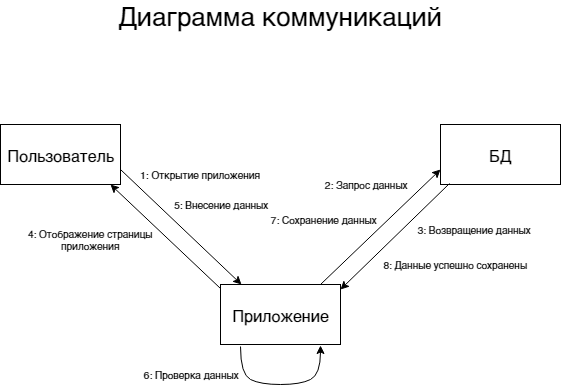 Диаграмма коммуникаций
Пользователь
БД
1: Открытие приложения
2: Запрос данных
5: Внесение данных
7: Сохранение данных
4: Отображение страницы
приложения
3: Возвращение данных
8: Данные успешно сохранены
Приложение
6: Проверка данных